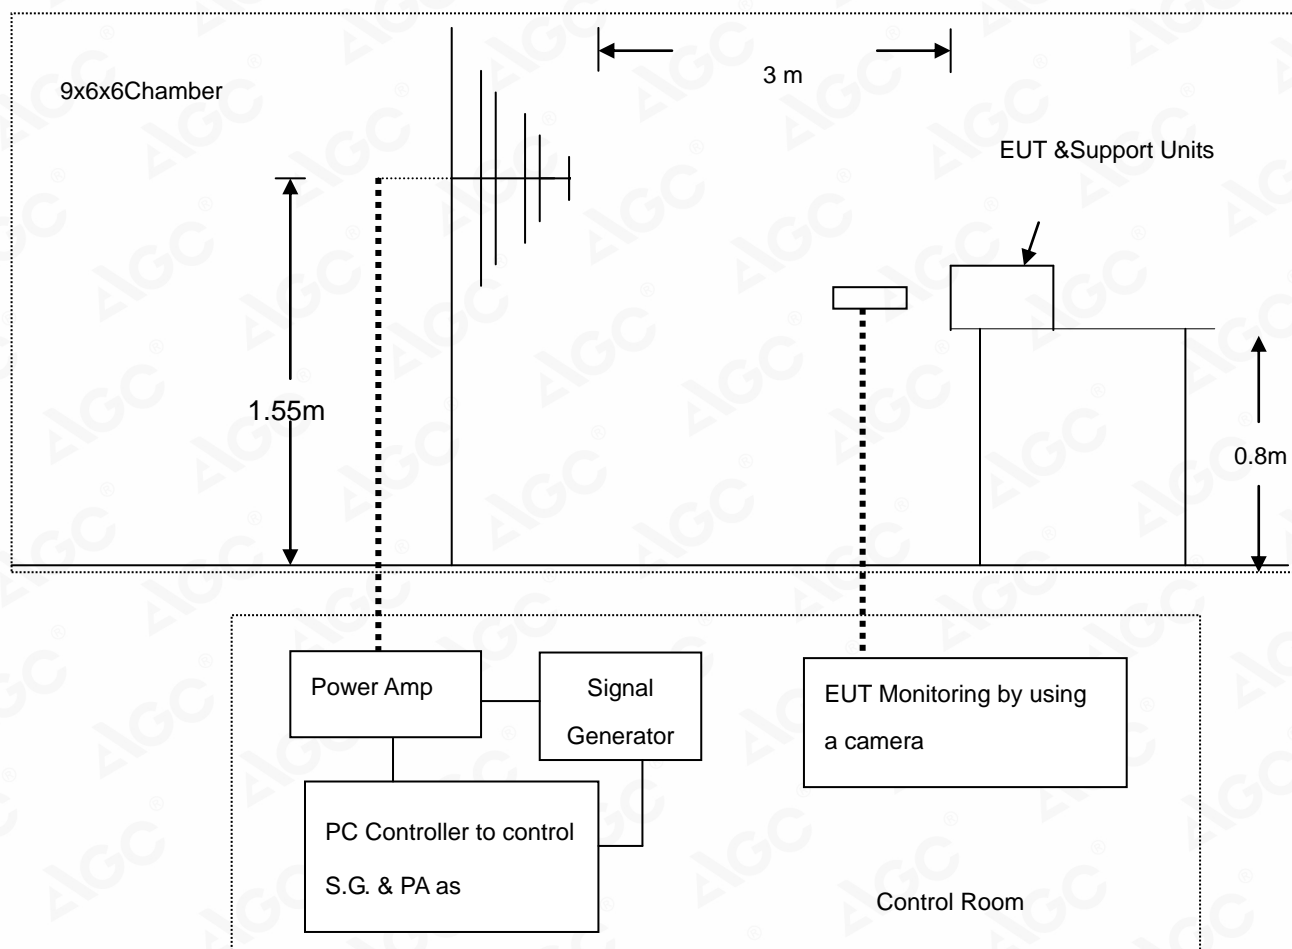 9x6x6Chamber
3 m
EUT &Support Units
1.55m
0.8m
Power Amp
Signal
Generator
EUT Monitoring by using
a camera
PC Controller to control
S.G. & PA as
Control Room
AGC